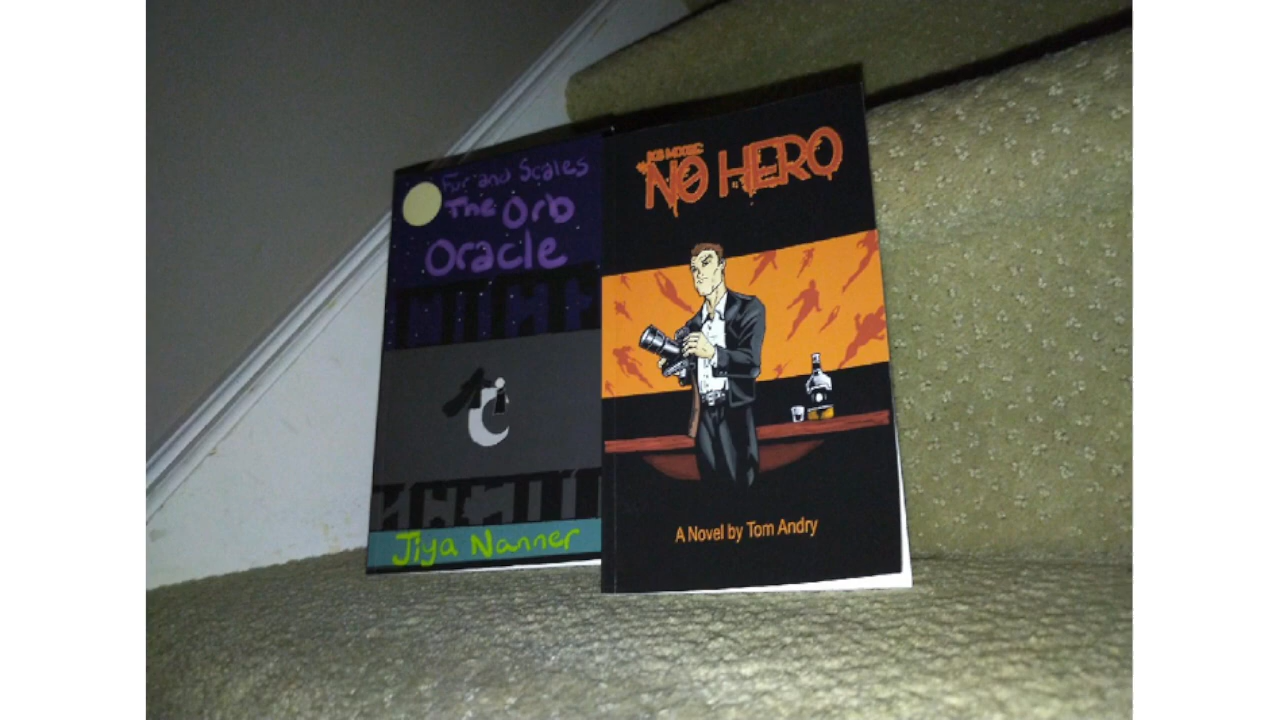 Fur and Scales
The Orb
Oracle
Jiya Nanner
NO HERO
A Novel by Tom Andry